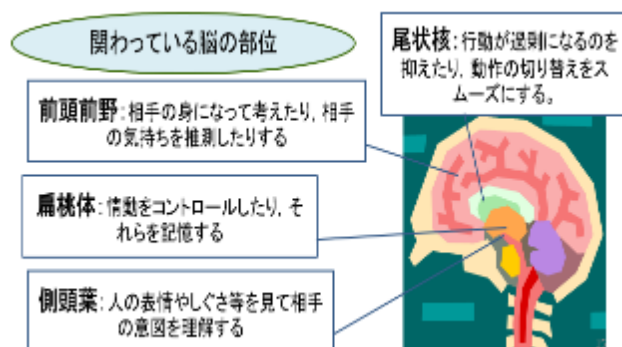 関わっている脳の部位
尾状核：行動が過剰になるのを
抑えたり，動作の切り替えをス
ムーズにする。
前頭前野：相手の身になって考えたり，相手
の気持ちを推測したりする
扁桃体：情動をコントロールしたり，そ
れらを記憶する
側頭葉：人の表情やしぐさ等を見て相手
の意図を理解する